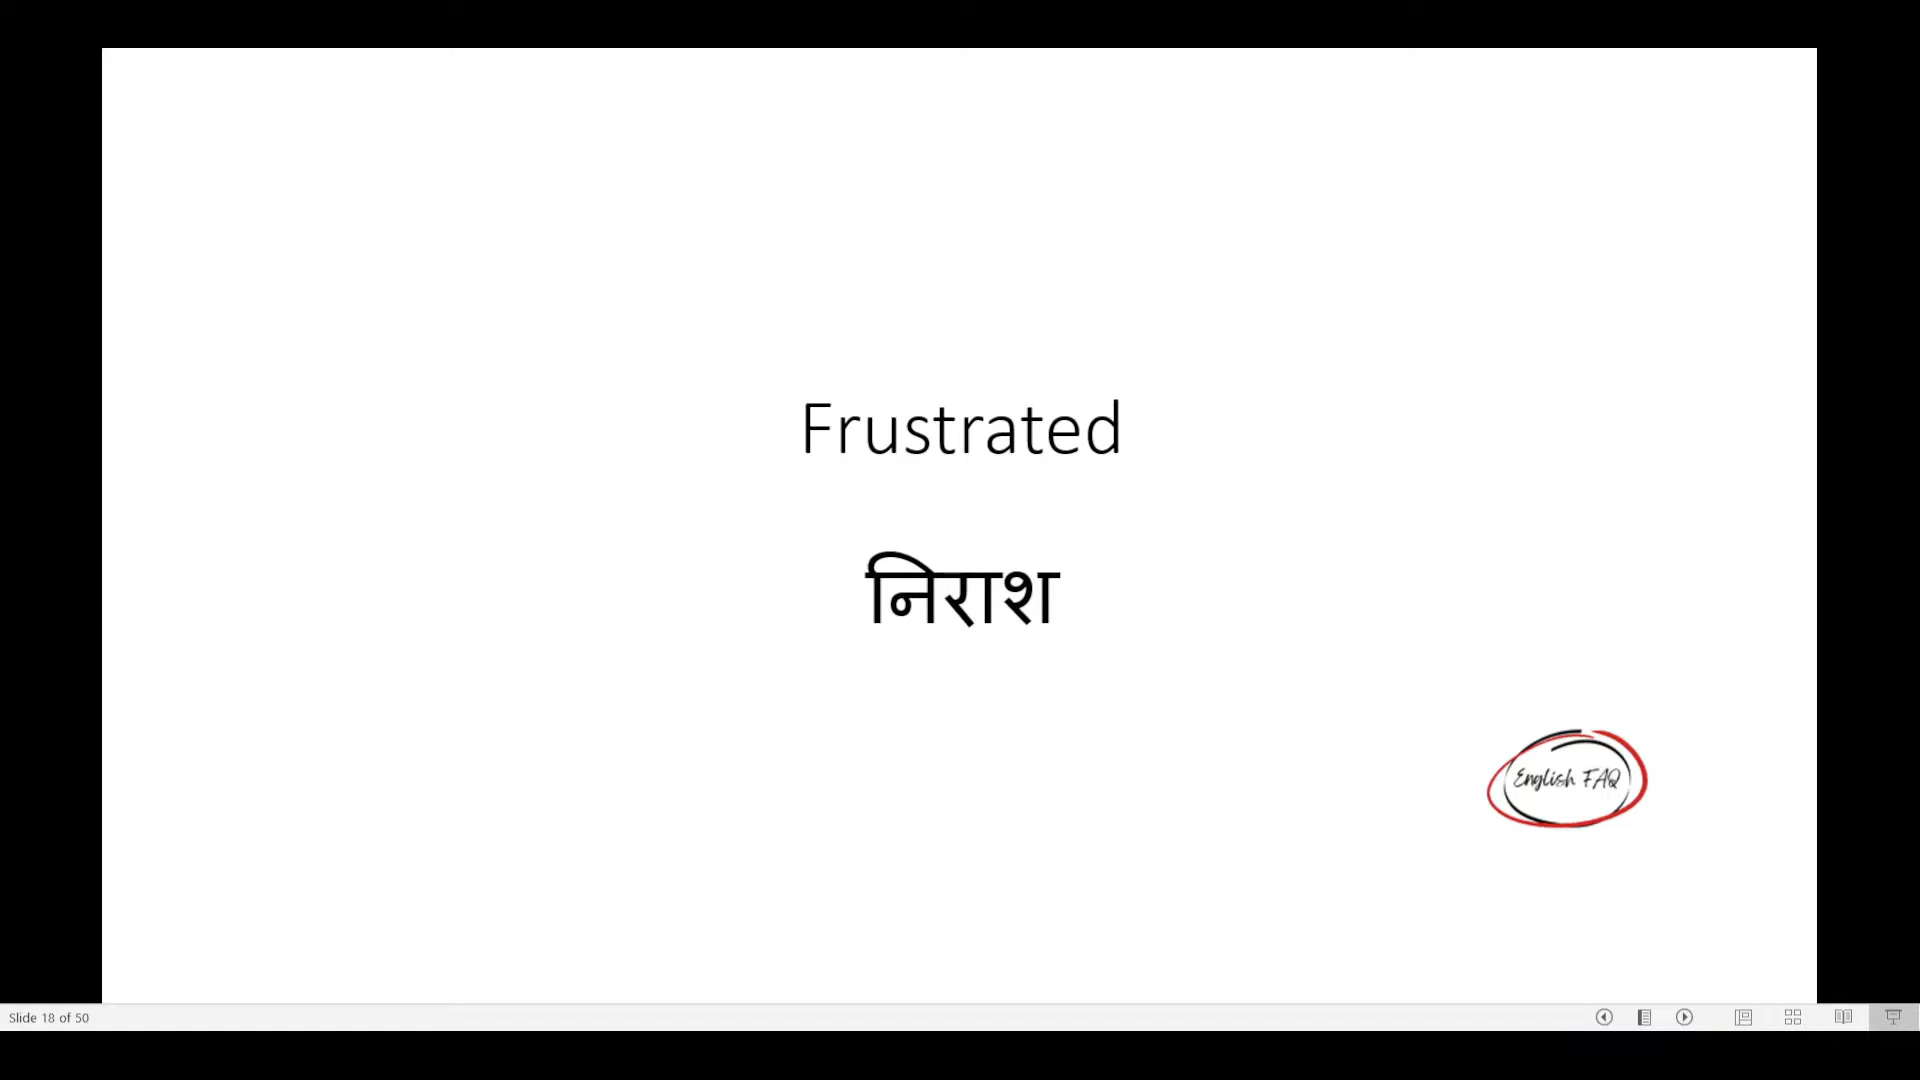 Frustrated
निराश
English FAQ
Slide 18 of 50